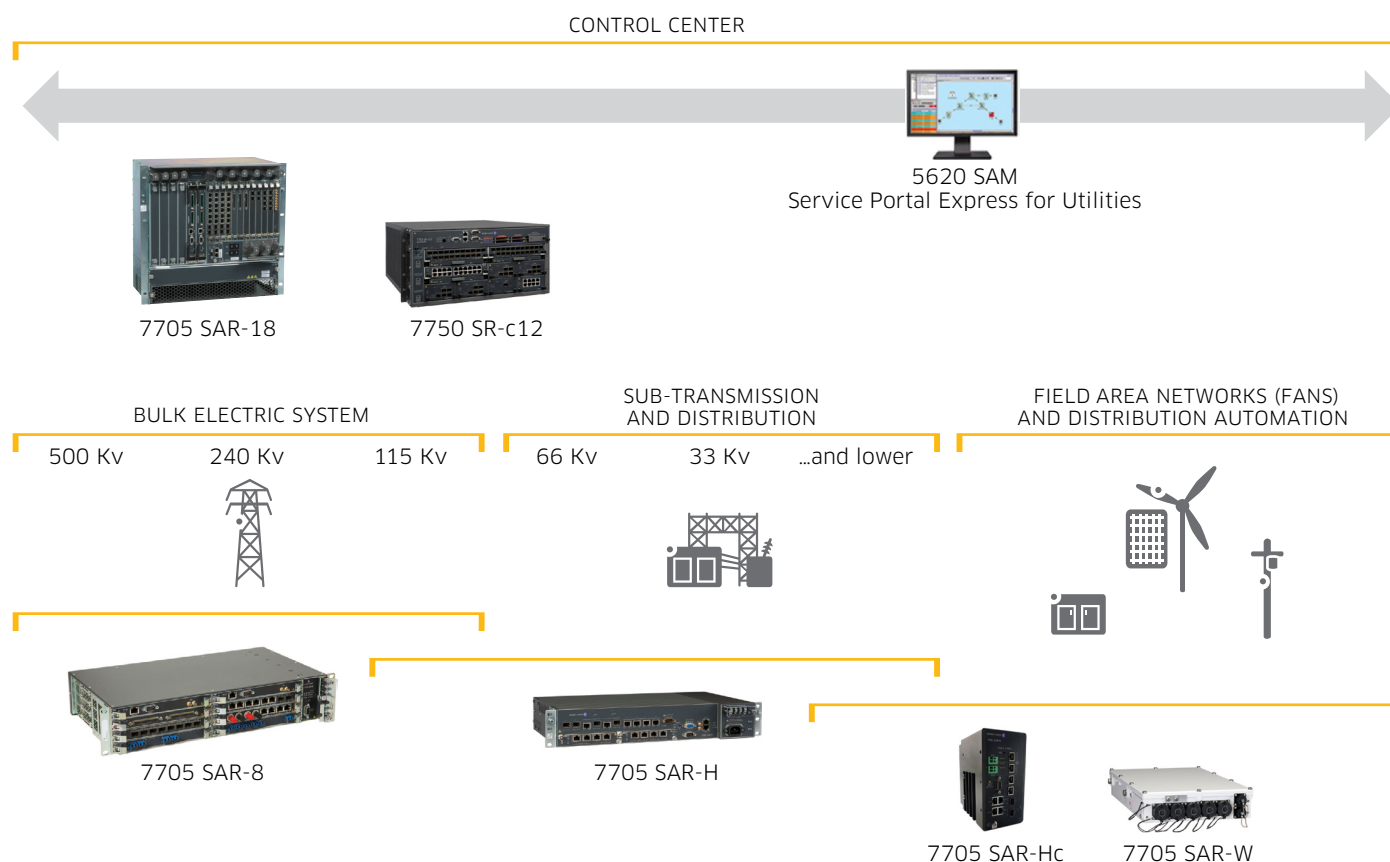 CONTROL CENTER
5620 SAM
Service Portal Express for Utilities
7705 SAR-18
7750 SR-c12
BULK ELECTRIC SYSTEM
SUB-TRANSMISSION
AND DISTRIBUTION
FIELD AREA NETWORKS (FANS)
AND DISTRIBUTION AUTOMATION
500 Kv
240 Kv
115 Kv
66 Kv
33 Kv
...and lower
7705 SAR-8
7705 SAR-H
7705 SAR-Hc
7705 SAR-W